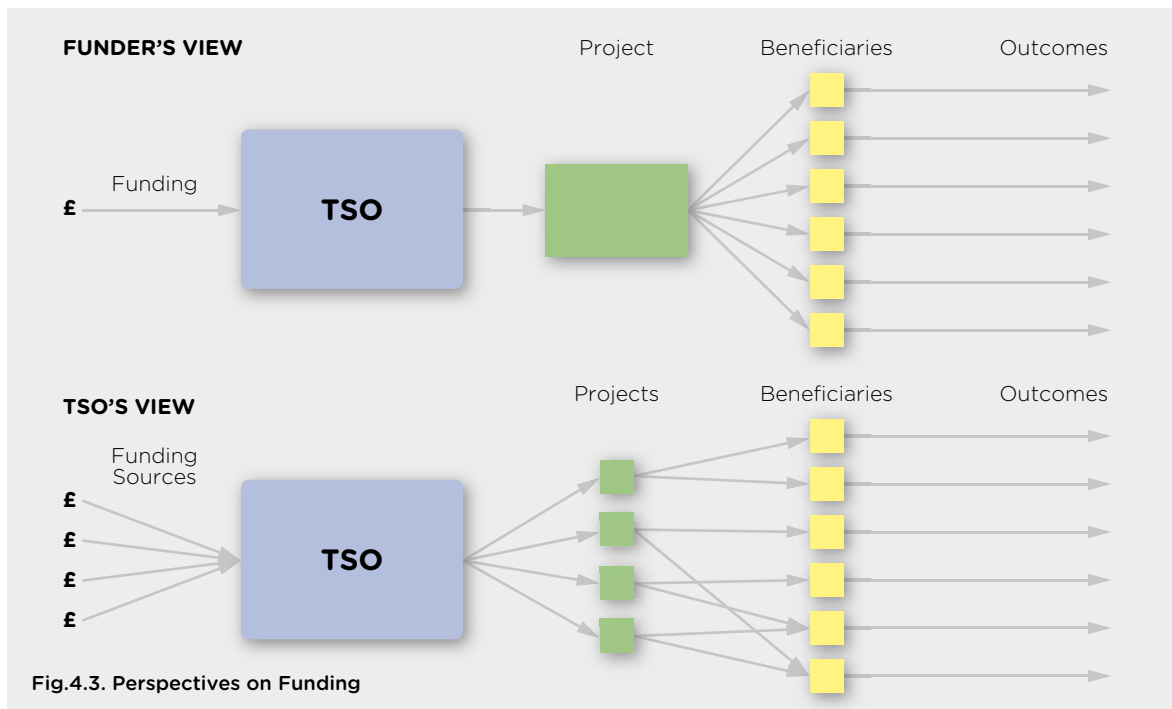 FUNDER'S VIEW
Project
Beneficiaries
Outcomes
Funding
£
TSO
TSO'S VIEW
Projects
Beneficiaries
Outcomes
Funding
Sources
£
£
£
£
TSO
Fig.4.3. Perspectives on Funding